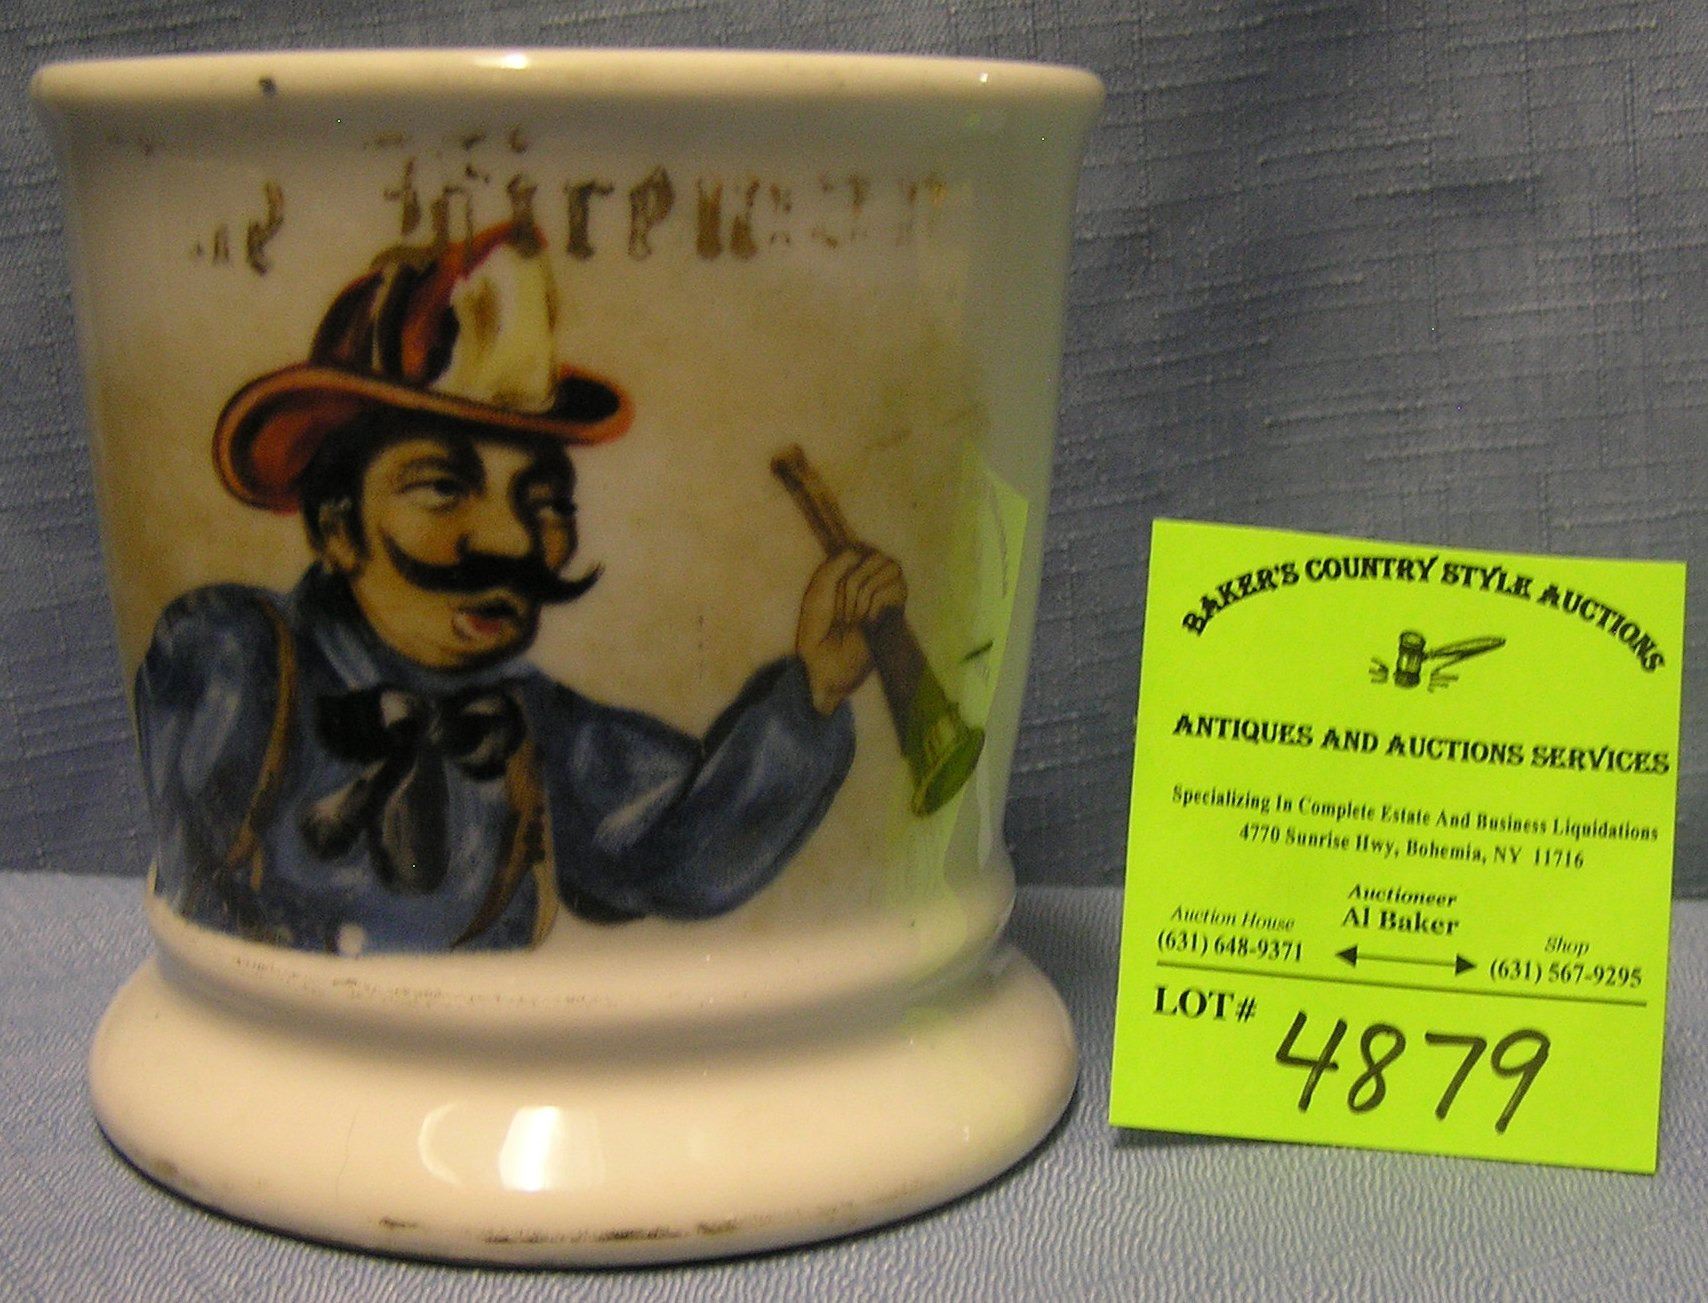 Fireman
BAKER'S COUNTRY STYLE AUCTIONS
ANTIQUES AND AUCTIONS SERVICES
Specializing In Complete Estate And Business Liquidations
4770 Sunrise Hwy, Bohemia, NY 11716
Auctioneer
Al Baker
Auction House
(631) 648-9371
Shop
(631) 567-9295
LOT# 4879